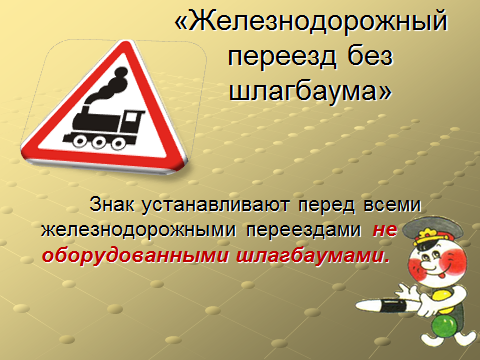 «Железнодорожный
переезд без
шлагбаума»
Знак устанавливают перед всеми
железнодорожными переездами не
оборудованными шлагбаумами.